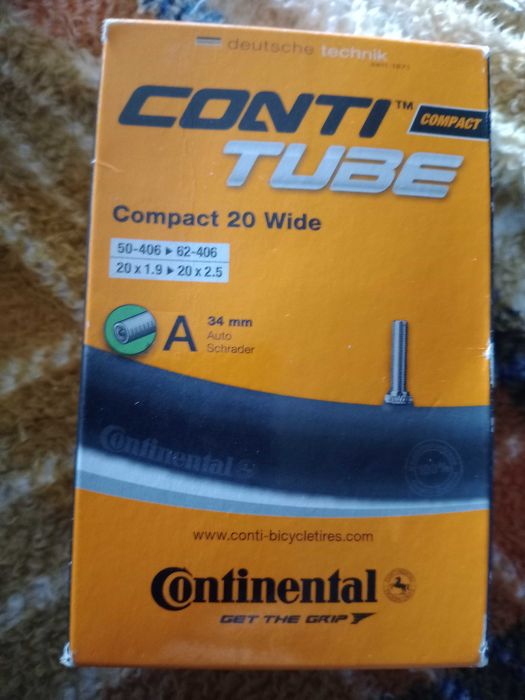 deutsche technik
CONTI™ COMPACT
TUBE
Compact 20 Wide
50-406 ▸ 62-406
20 x 1.9 ▸ 20 x 2.5
A
34 mm
Auto
Schrader
Continental
www.conti-bicycletires.com
Continental
GET THE GRIP